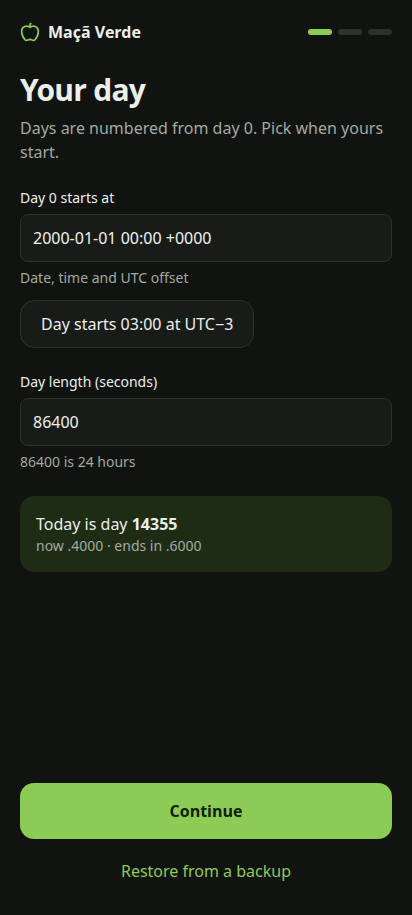 Maçã Verde
Your day
Days are numbered from day 0. Pick when yours
start.
Day 0 starts at
2000-01-01 00:00 +0000
Date, time and UTC offset
Day starts 03:00 at UTC−3
Day length (seconds)
86400
86400 is 24 hours
Today is day 14355
now .4000 · ends in .6000
Continue
Restore from a backup